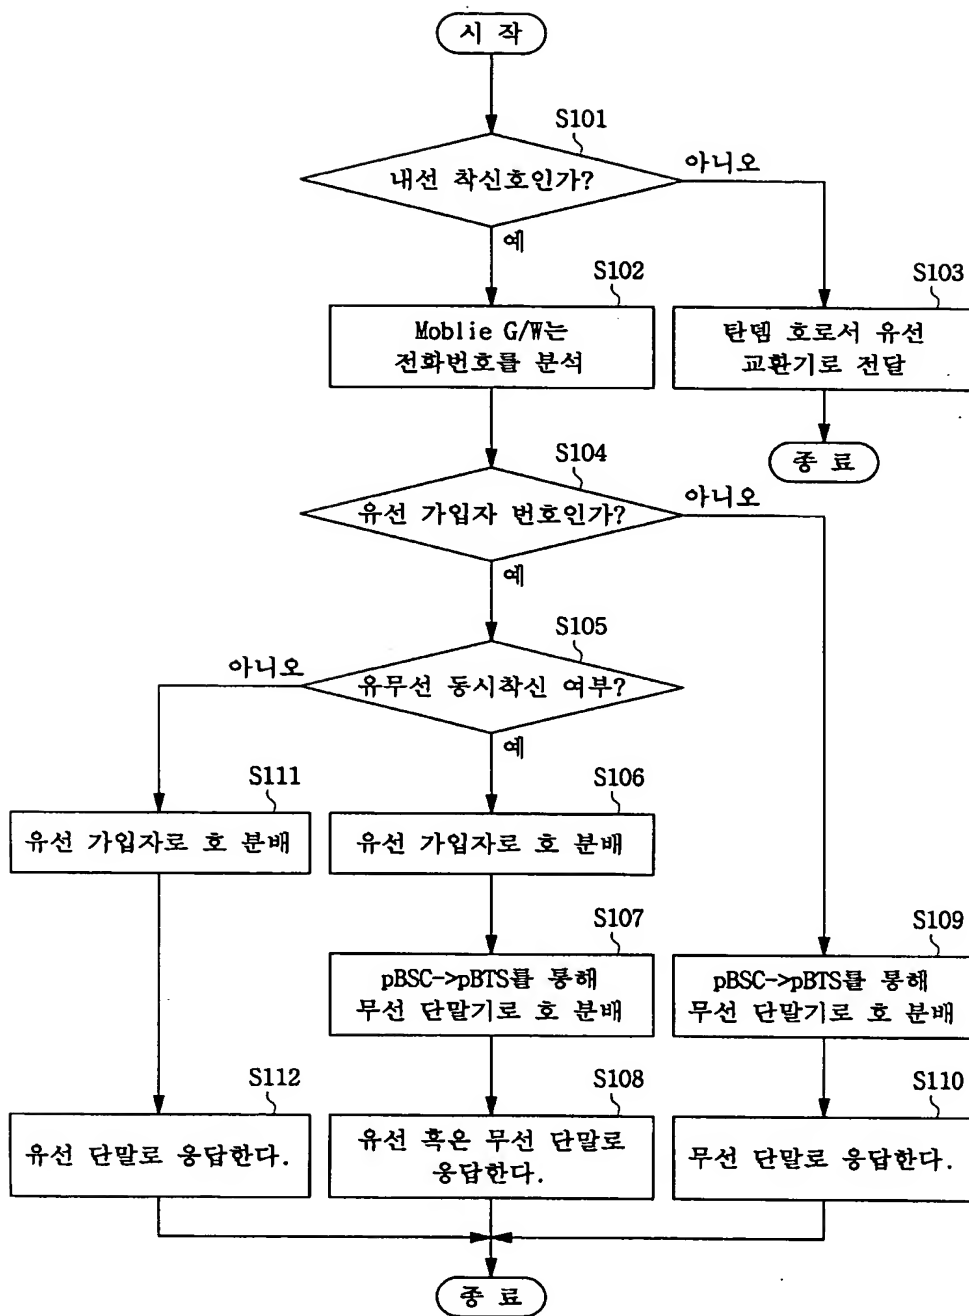 시 작
S101
내선 착신호인가?
아니오
예
S102
Moblie G/W는
전화번호를 분석
S103
탄뎀 호로서 유선
교환기로 전달
종 료
S104
유선 가입자 번호인가?
아니오
예
S105
유무선 동시착신 여부?
아니오
예
S111
유선 가입자로 호 분배
S106
유선 가입자로 호 분배
S107
pBSC->pBTS를 통해
무선 단말기로 호 분배
S109
pBSC->pBTS를 통해
무선 단말기로 호 분배
S112
유선 단말로 응답한다.
S108
유선 혹은 무선 단말로
응답한다.
S110
무선 단말로 응답한다.
종 료